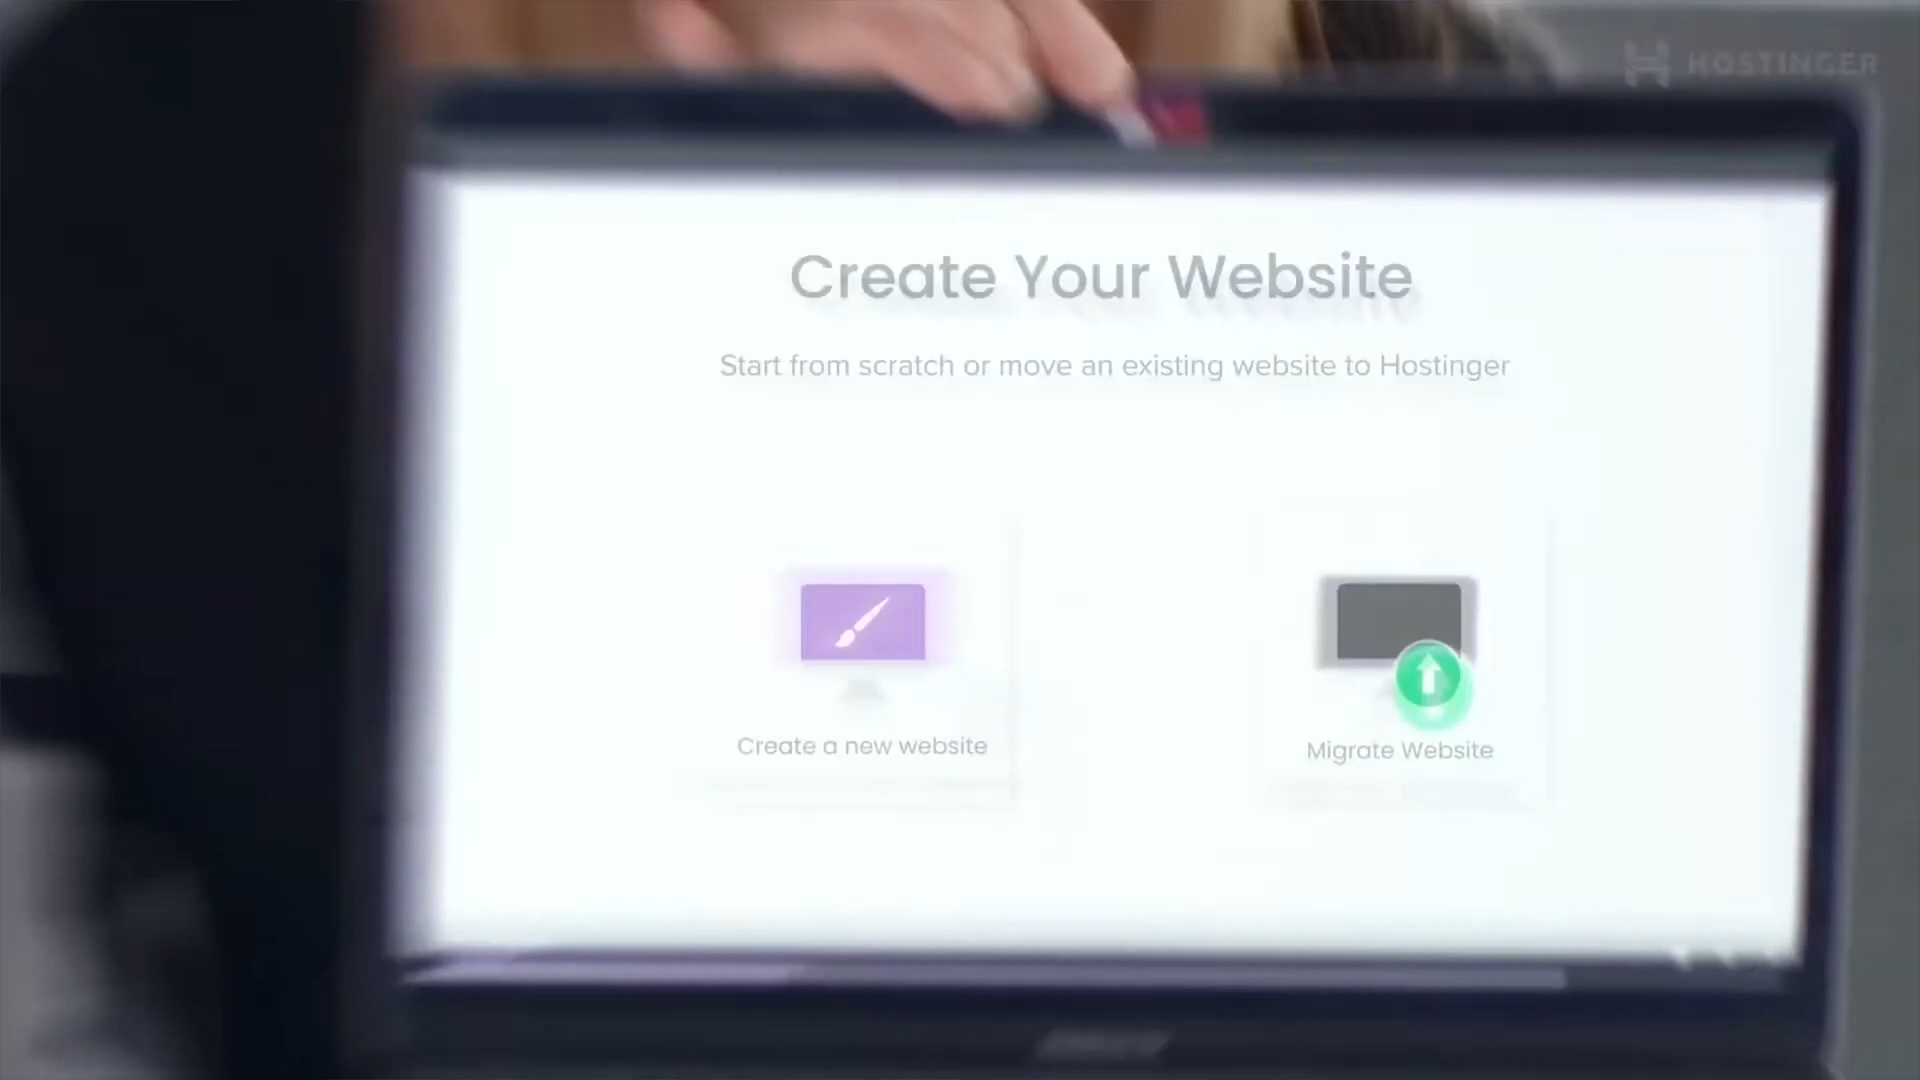 HOSTINGER
Create Your Website
Start from scratch or move an existing website to Hostinger
Create a new website
Migrate Website